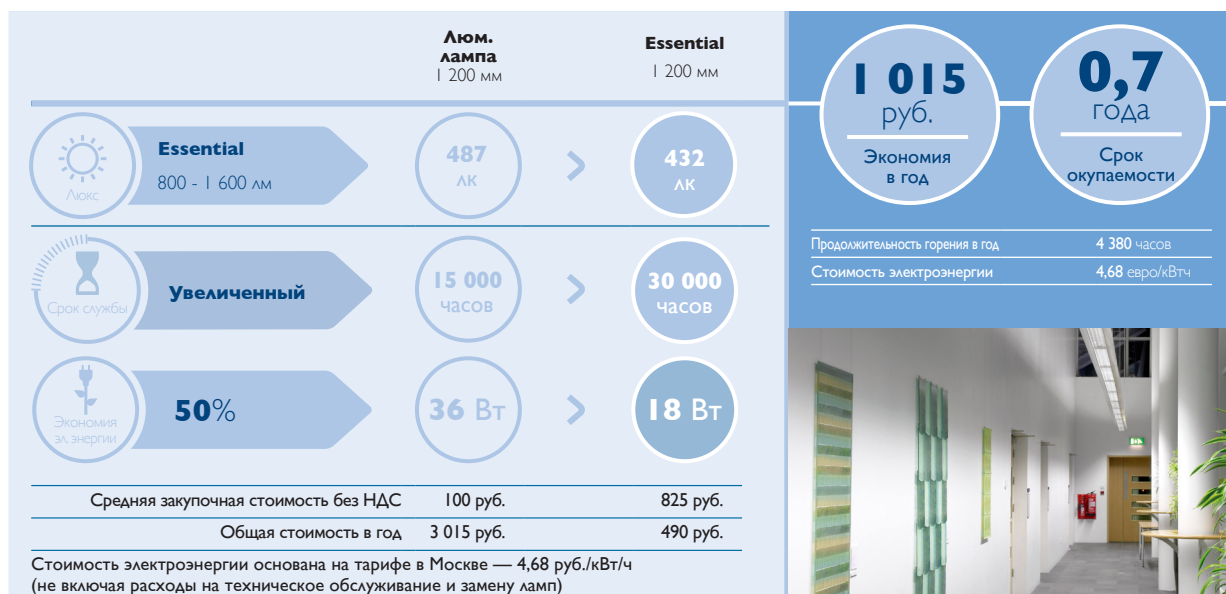 Люм.
лампа
1 200 мм
Essential
1 200 мм
Люкс
Essential
800 - 1 600 лм
487
лк
>
432
лк
Срок службы
Увеличенный
15 000
часов
>
30 000
часов
Экономия
эл. энергии
50%
36 Вт
>
18 Вт
Средняя закупочная стоимость без НДС 100 руб. 825 руб.
Общая стоимость в год 3 015 руб. 490 руб.
Стоимость электроэнергии основана на тарифе в Москве — 4,68 руб./кВт/ч
(не включая расходы на техническое обслуживание и замену ламп)
1 015
руб.
Экономия
в год
0,7
года
Срок
окупаемости
Продолжительность горения в год 4 380 часов
Стоимость электроэнергии 4,68 евро/кВтч